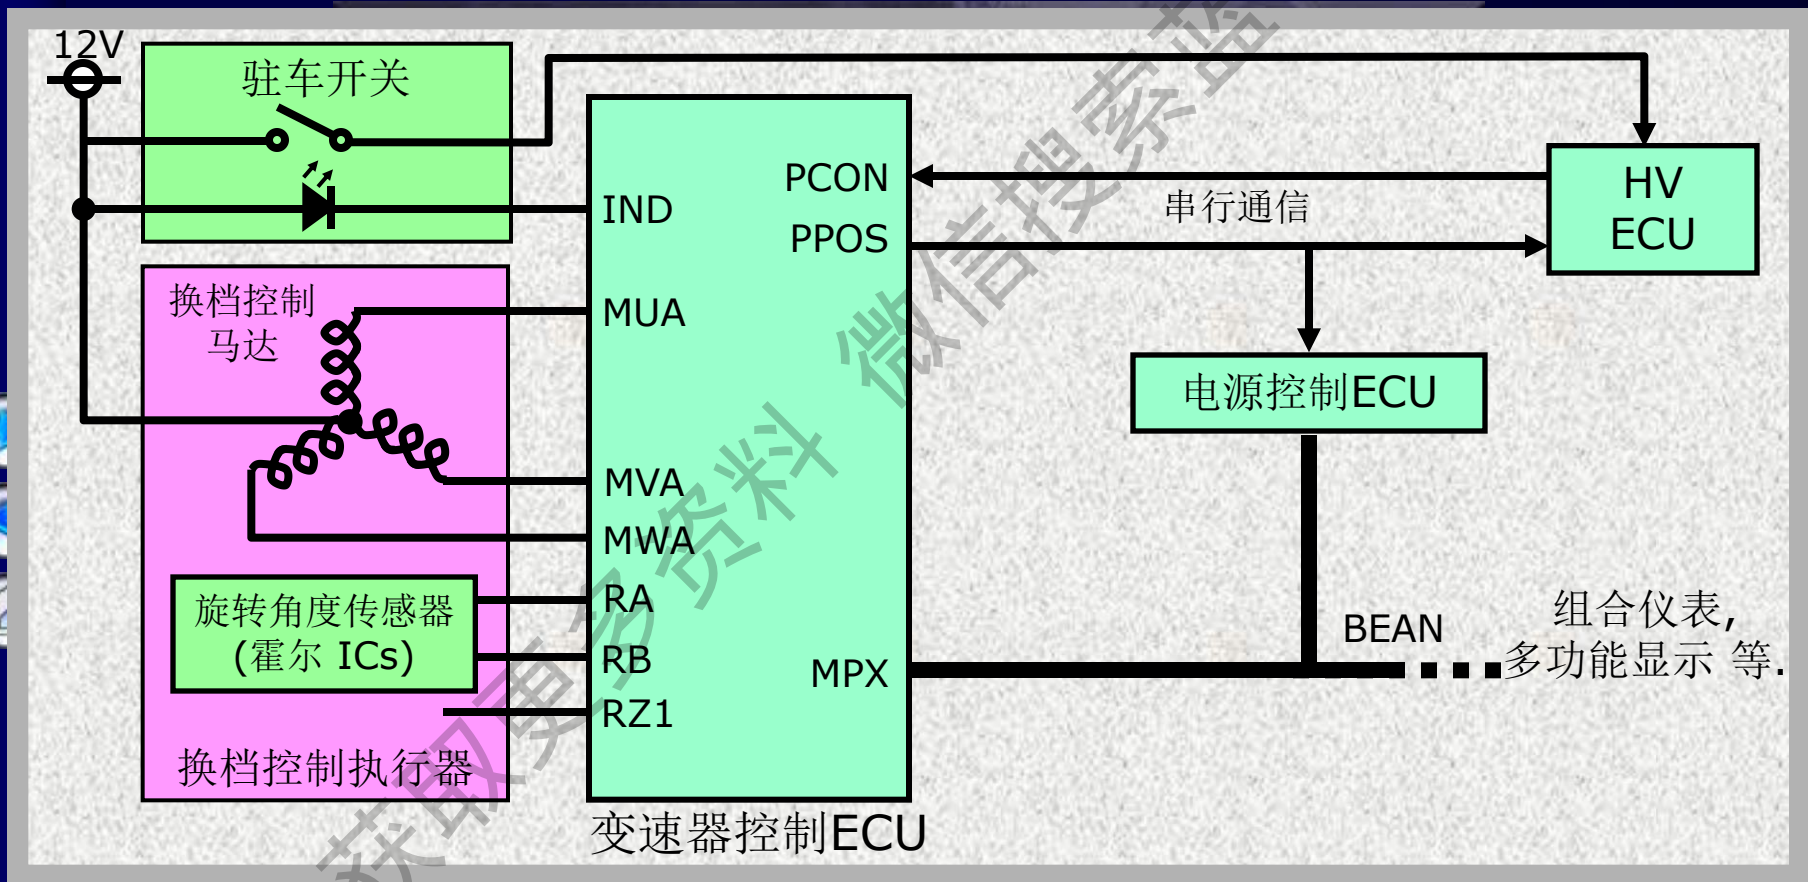 12V
驻车开关
IND
换档控制
马达
MUA
MVA
MWA
旋转角度传感器
(霍尔 ICs)
RA
RB
RZ1
换档控制执行器
PCON
PPOS
MPX
变速器控制ECU
串行通信
HV
ECU
电源控制ECU
BEAN
组合仪表,
多功能显示 等.
获取更多资料 微信搜索蓝